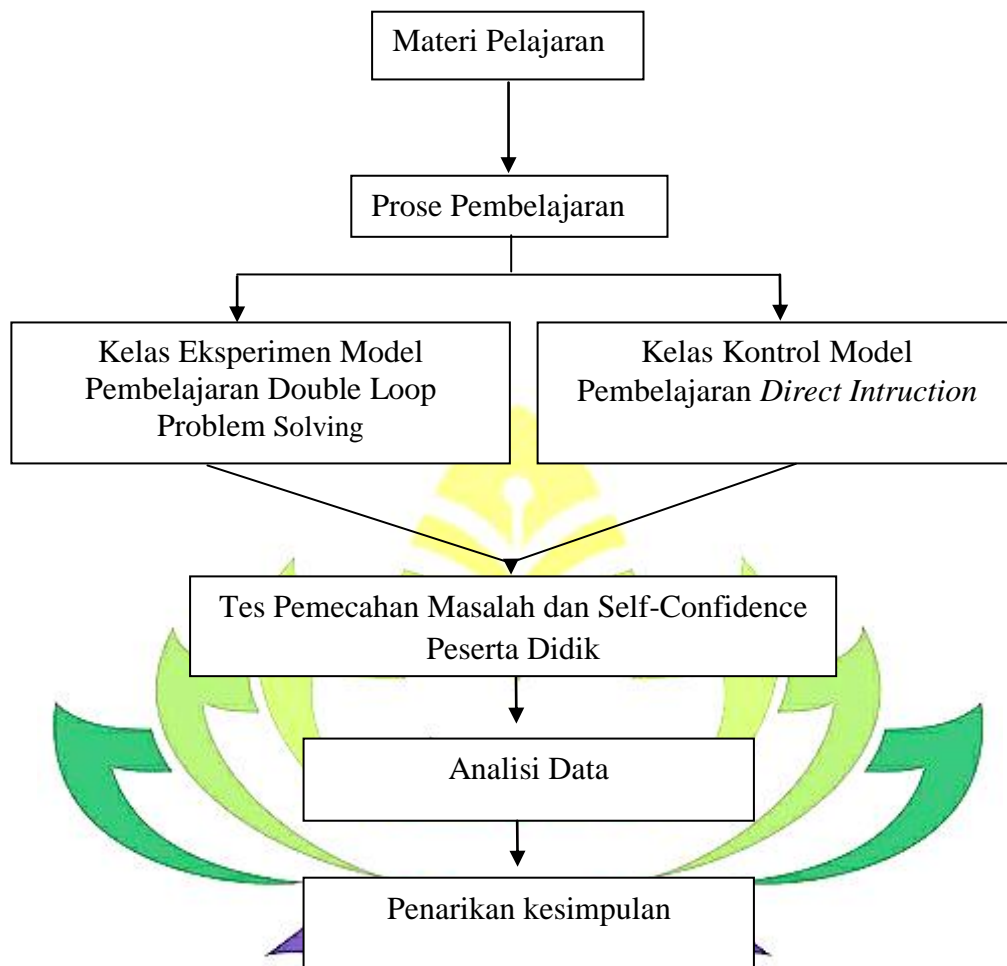 Materi Pelajaran
Prose Pembelajaran
Kelas Eksperimen Model
Pembelajaran Double Loop
Problem Solving
Kelas Kontrol Model
Pembelajaran Direct Intruction
Tes Pemecahan Masalah dan Self-Confidence
Peserta Didik
Analisi Data
Penarikan kesimpulan